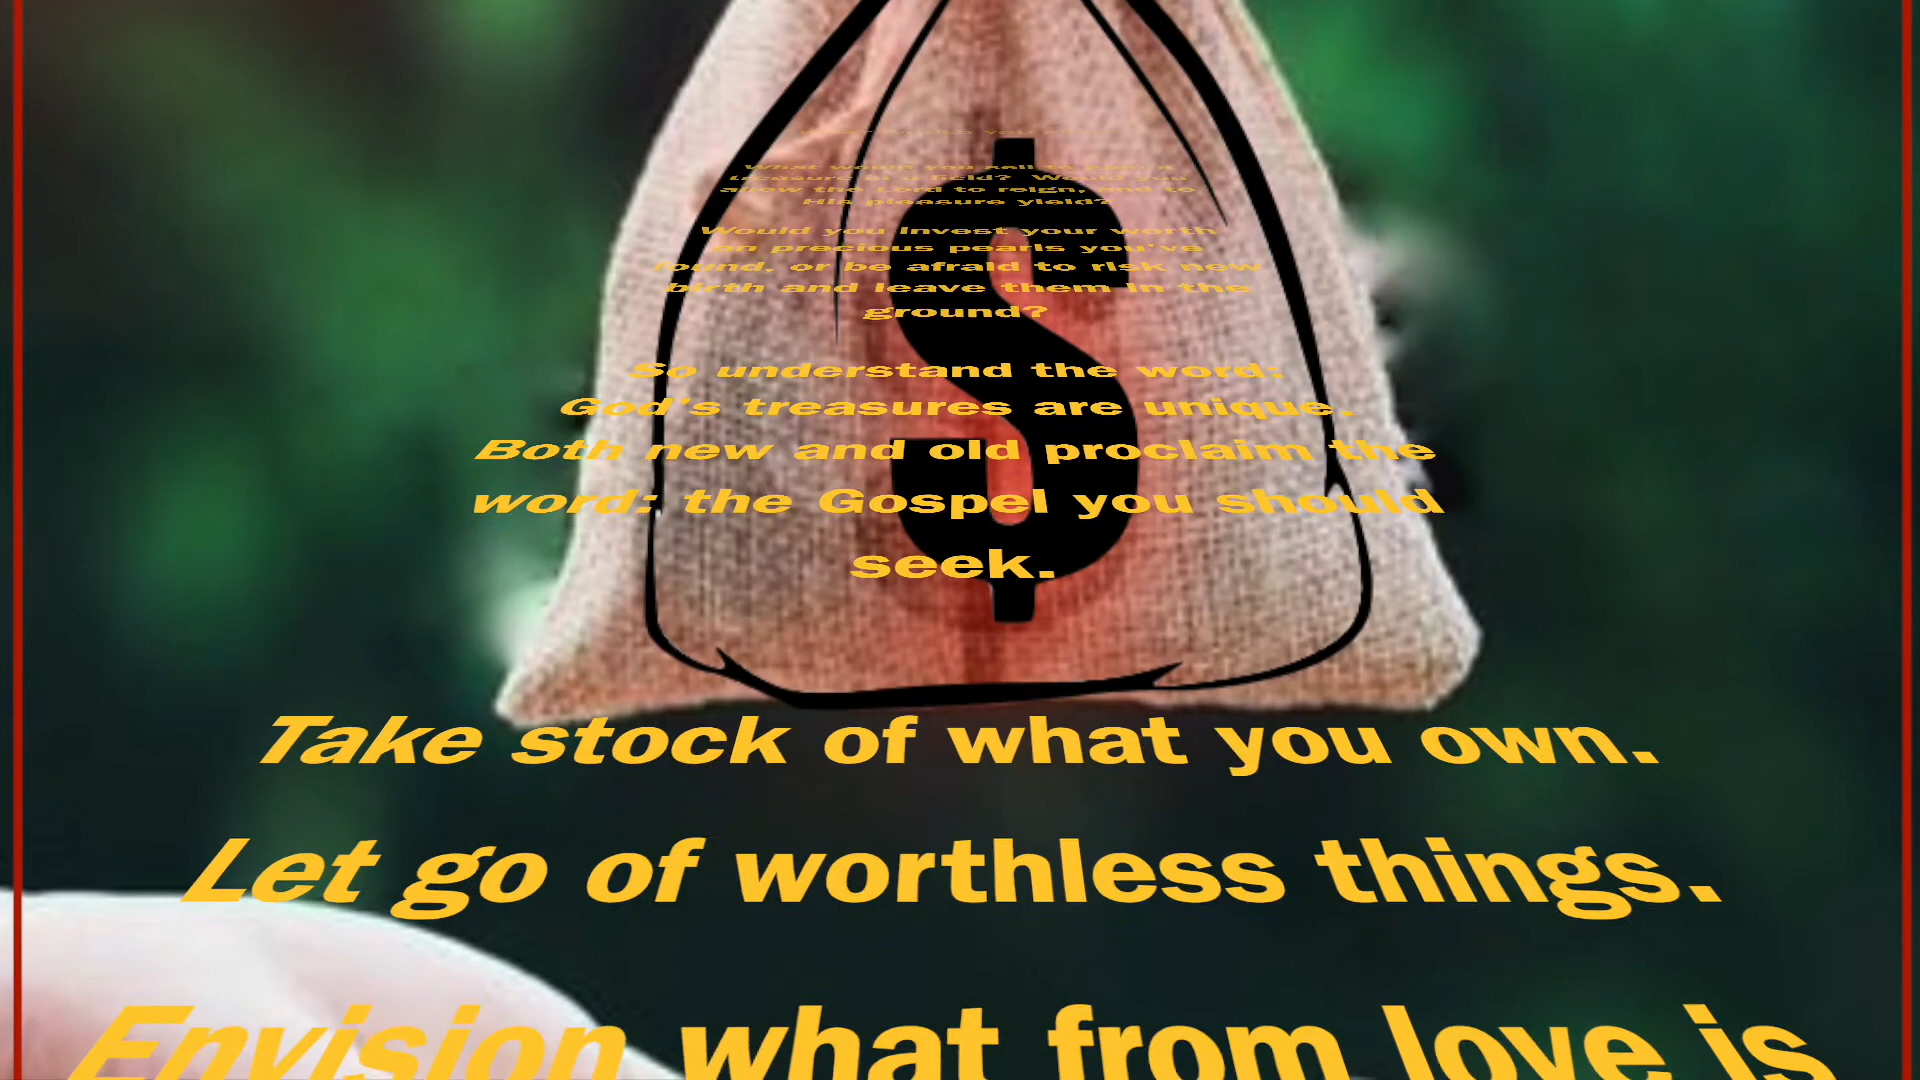 What would you sell to buy a
treasure in a field? Would you
allow the Lord to reign, and to
His pleasure yield?
Would you invest your worth
on precious pearls you've
found, or be afraid to risk new
birth and leave them in the
ground?
So understand the word:
God's treasures are unique.
Both new and old proclaim the
word: the Gospel you should
seek.
Take stock of what you own.
Let go of worthless things.
Envision what from love is
$